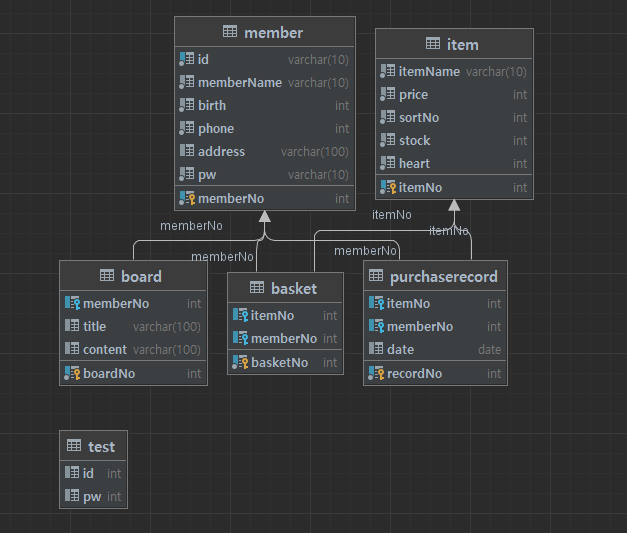 member
id varchar(10)
memberName varchar(10)
birth int
phone int
address varchar(100)
pw varchar(10)
memberNo int
item
itemName varchar(10)
price int
sortNo int
stock int
heart int
itemNo int
memberNo
memberNo
memberNo
itemNo
itemNo
board
memberNo int
title varchar(100)
content varchar(100)
boardNo int
basket
itemNo int
memberNo int
basketNo int
purchaserecord
itemNo int
memberNo int
date date
recordNo int
test
id int
pw int